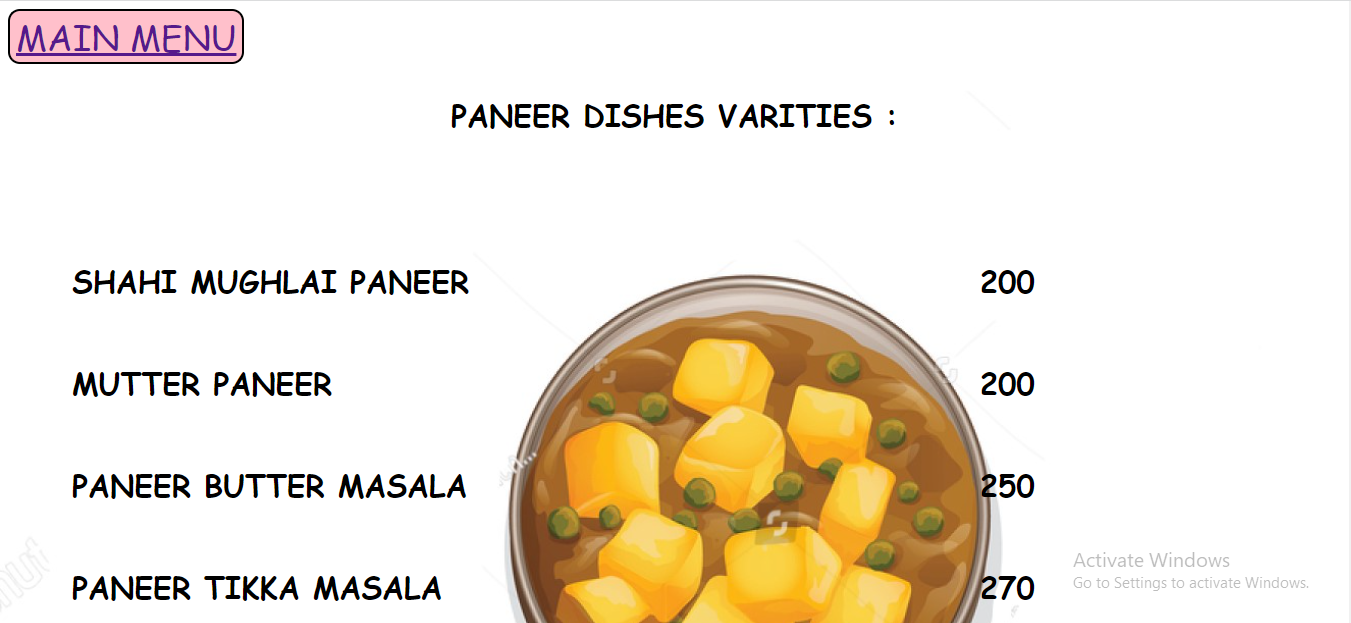 MAIN MENU
PANEER DISHES VARITIES :
SHAHI MUGHLAI PANEER 200
MUTTER PANEER 200
PANEER BUTTER MASALA 250
PANEER TIKKA MASALA 270
Activate Windows
Go to Settings to activate Windows.